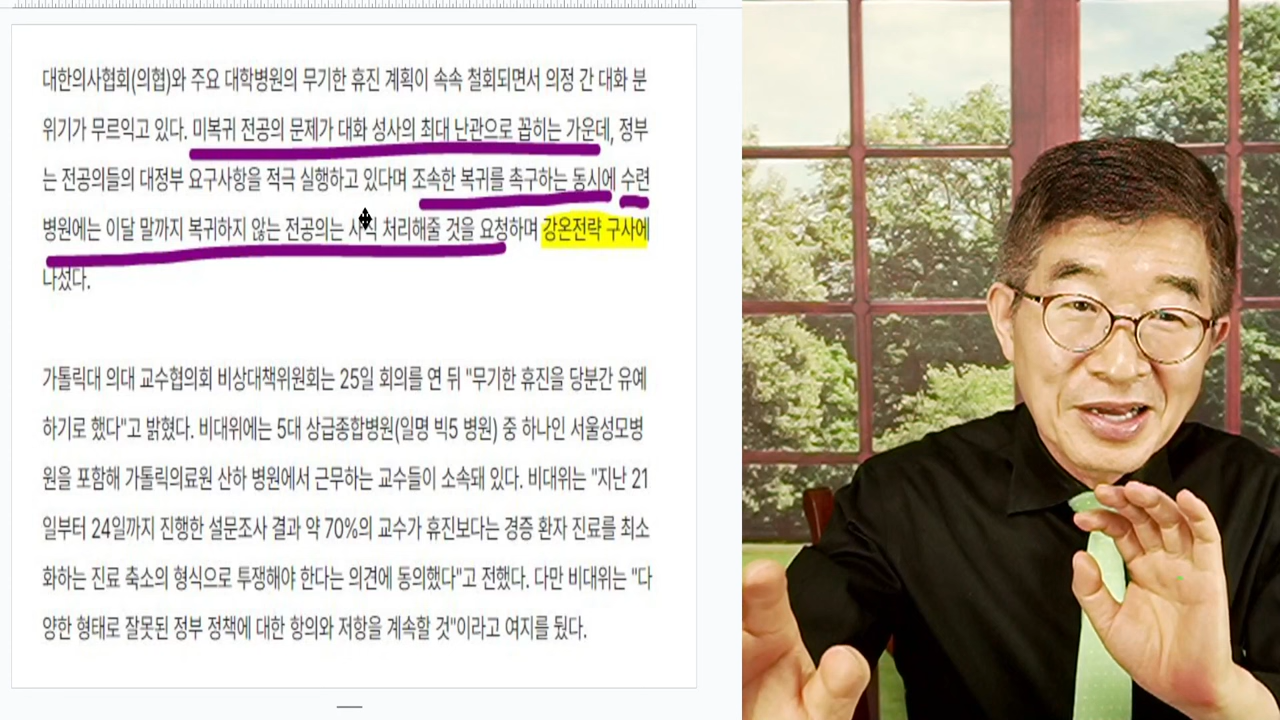 대한의사협회(의협)와 주요 대학병원의 무기한 휴진 계획이 속속 철회되면서 의정 간 대화 분
위기가 무르익고 있다. 미복귀 전공의 문제가 대화 성사의 최대 난관으로 꼽히는 가운데, 정부
는 전공의들의 대정부 요구사항을 적극 실행하고 있다며 조속한 복귀를 촉구하는 동시에 수련
병원에는 이달 말까지 복귀하지 않는 전공의는 사직 처리해줄 것을 요청하며 강온전략 구사에
나섰다.
가톨릭대 의대 교수협의회 비상대책위원회는 25일 회의를 연 뒤 "무기한 휴진을 당분간 유예
하기로 했다"고 밝혔다. 비대위에는 5대 상급종합병원(일명 빅5 병원) 중 하나인 서울성모병
원을 포함해 가톨릭의료원 산하 병원에서 근무하는 교수들이 소속돼 있다. 비대위는 "지난 21
일부터 24일까지 진행한 설문조사 결과 약 70%의 교수가 휴진보다는 경증 환자 진료를 최소
화하는 진료 축소의 형식으로 투쟁해야 한다는 의견에 동의했다"고 전했다. 다만 비대위는 "다
양한 형태로 잘못된 정부 정책에 대한 항의와 저항을 계속할 것"이라고 여지를 뒀다.